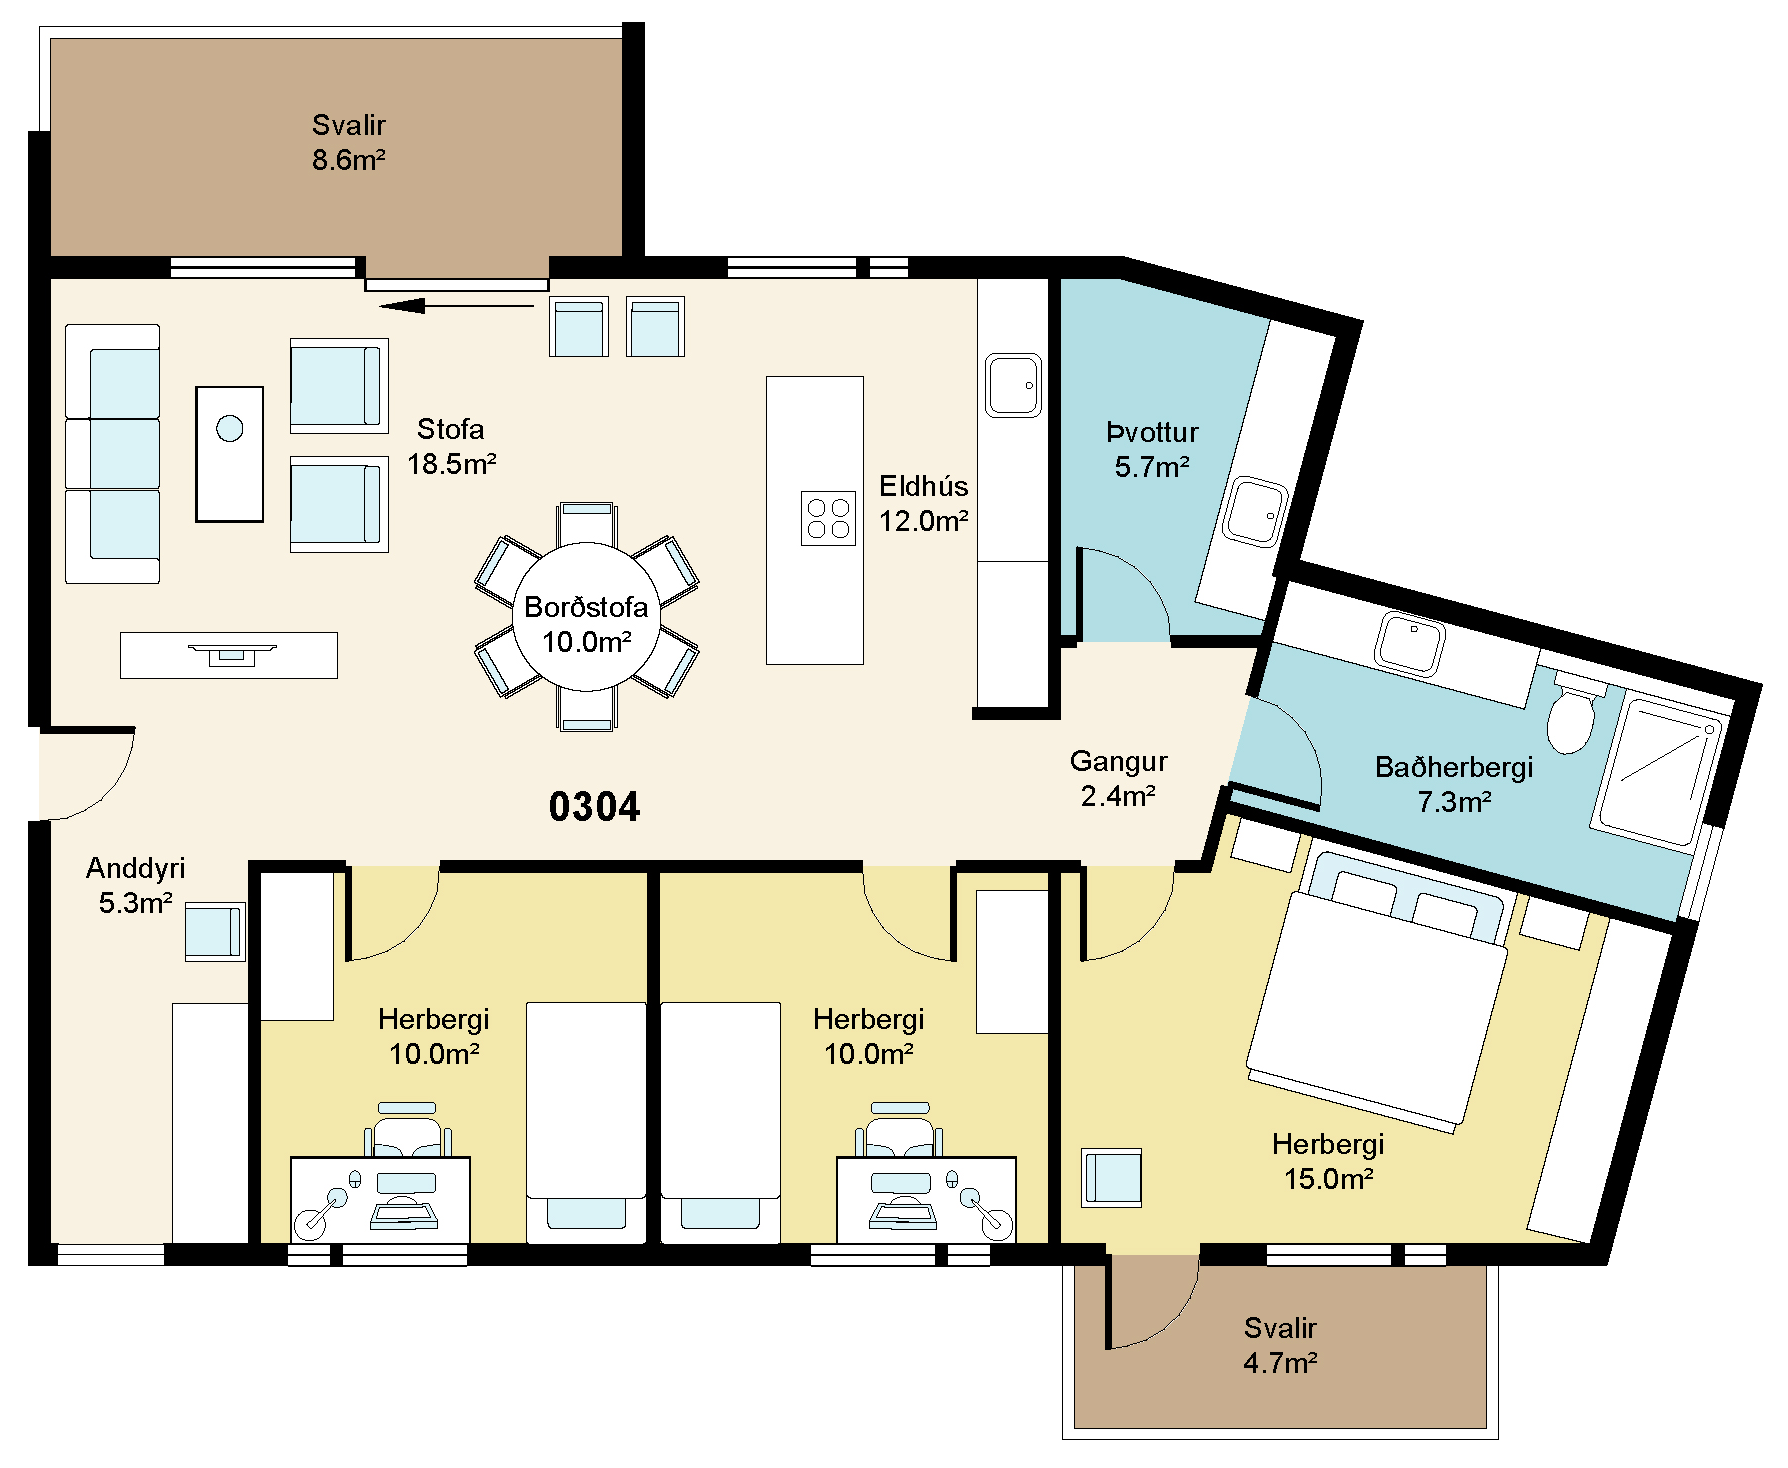 Svalir
8.6m²
Stofa
18.5m²
Þvottur
5.7m²
Eldhús
12.0m²
Borðstofa
10.0m²
Gangur
2.4m²
Baðherbergi
7.3m²
0304
Anddyri
5.3m²
Herbergi
10.0m²
Herbergi
10.0m²
Herbergi
15.0m²
Svalir
4.7m²